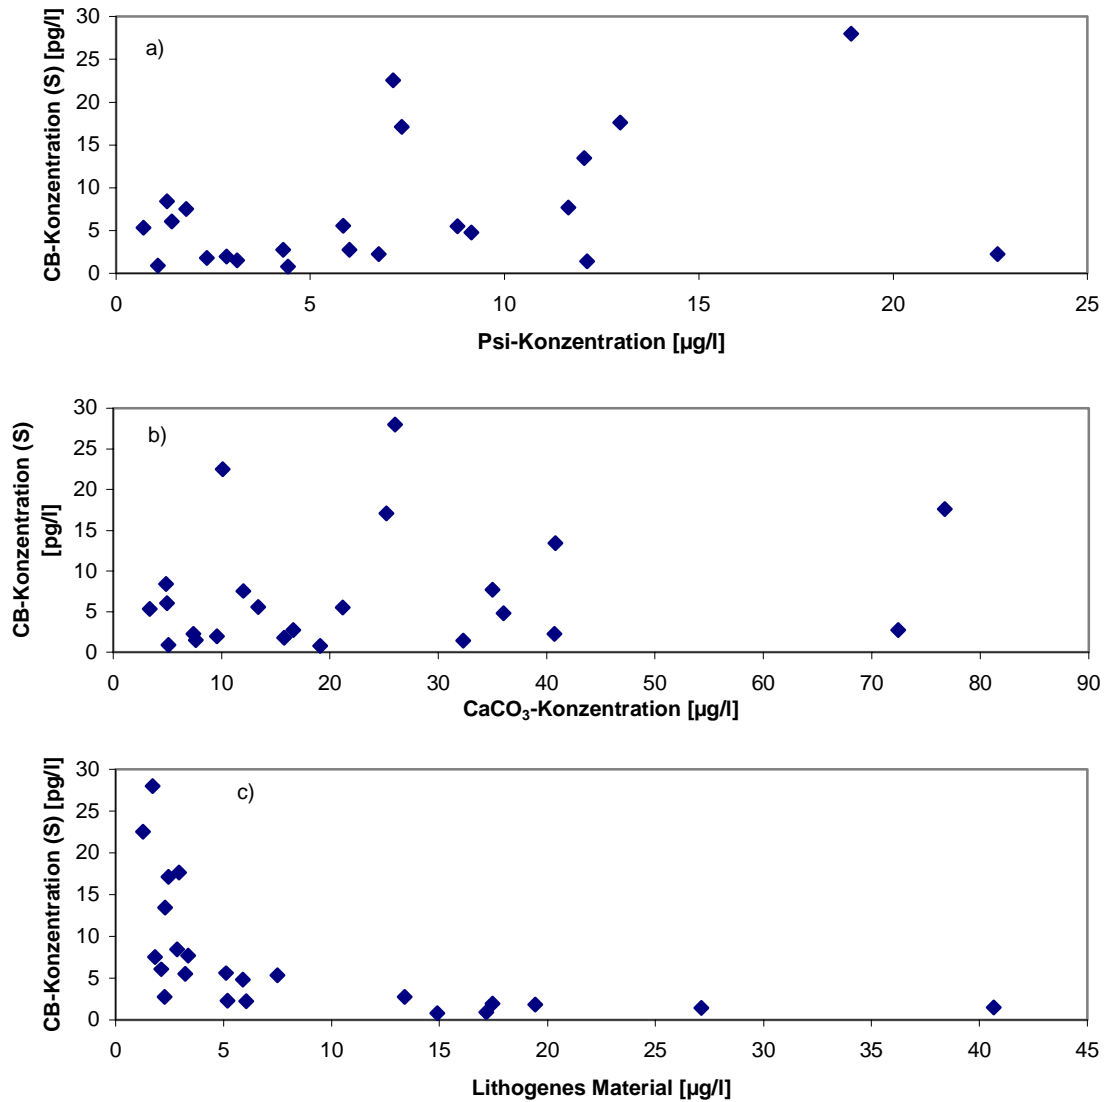 CB-Konzentration (S) [pg/l]
30
25
20
15
10
5
0
a)
0 5 10 15 20 25
Psi-Konzentration [µg/l]
CB-Konzentration (S)
[pg/l]
30
25
20
15
10
5
0
b)
0 10 20 30 40 50 60 70 80 90
CaCO₃-Konzentration [µg/l]
CB-Konzentration (S) [pg/l]
30
25
20
15
10
5
0
c)
0 5 10 15 20 25 30 35 40 45
Lithogenes Material [µg/l]